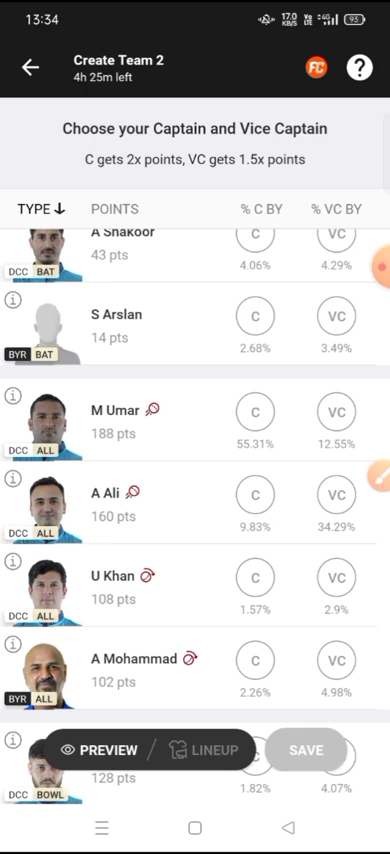 13:34
17.0 KB/S
Vo LTE
4G
93
Create Team 2
4h 25m left
FC
?
Choose your Captain and Vice Captain
C gets 2x points, VC gets 1.5x points
TYPE POINTS % C BY % VC BY
A Shakoor
43 pts
C
4.06%
VC
4.29%
DCC BAT
S Arslan
14 pts
C
2.68%
VC
3.49%
BYR BAT
M Umar
188 pts
C
55.31%
VC
12.55%
DCC ALL
A Ali
160 pts
C
9.83%
VC
34.29%
DCC ALL
U Khan
108 pts
C
1.57%
VC
2.9%
DCC ALL
A Mohammad
102 pts
C
2.26%
VC
4.98%
BYR ALL
PREVIEW / LINEUP
SAVE
128 pts
1.82%
4.07%
DCC BOWL